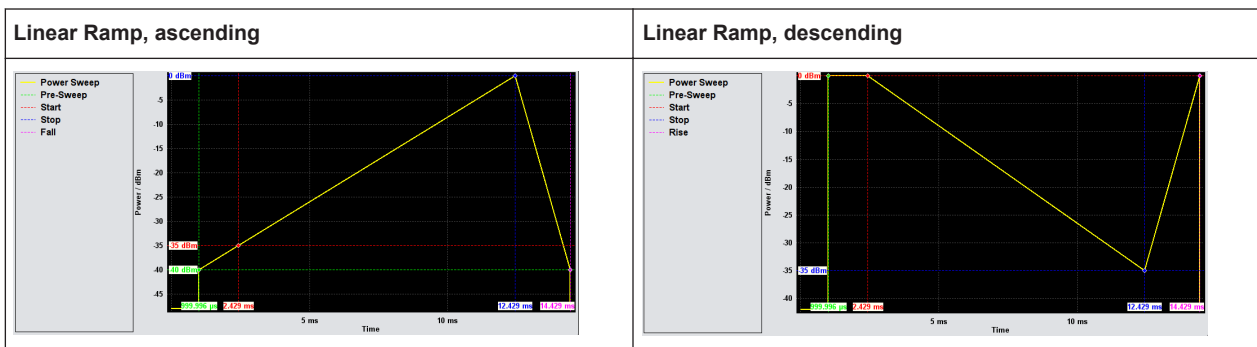 Linear Ramp, ascending
Power Sweep
Pre-Sweep
Start
Stop
Fall
Power / dBm
0 dBm
-5
-10
-15
-20
-25
-30
-35 dBm
-40 dBm
-45
999.996 µs 2.429 ms 12.429 ms 14.429 ms
5 ms 10 ms
Time
Linear Ramp, descending
Power Sweep
Pre-Sweep
Start
Stop
Rise
Power / dBm
0 dBm
-5
-10
-15
-20
-25
-30
-35 dBm
-40
999.996 µs 2.429 ms 12.429 ms 14.429 ms
5 ms 10 ms
Time